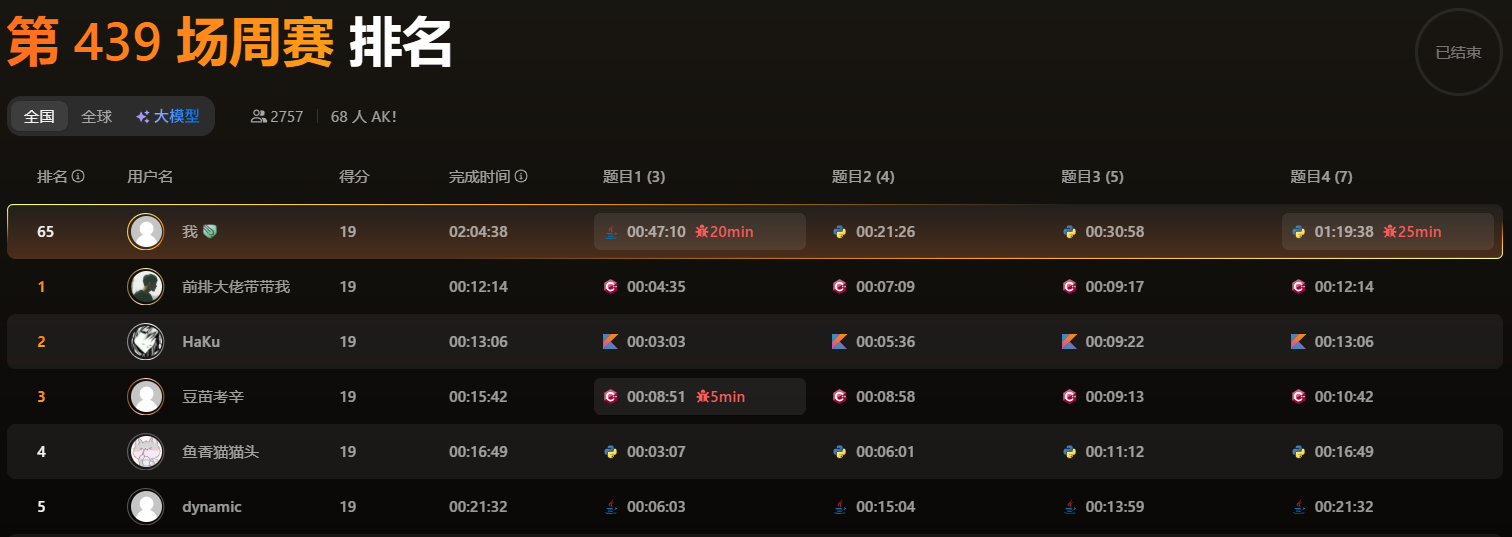 第 439 场周赛 排名
已结束
全国 全球 大模型 2757 68 人 AK!
排名 用户名 得分 完成时间 题目1 (3) 题目2 (4) 题目3 (5) 题目4 (7)
65 我 19 02:04:38 00:47:10 20min 00:21:26 00:30:58 01:19:38 25min
1 前排大佬带带我 19 00:12:14 00:04:35 00:07:09 00:09:17 00:12:14
2 HaKu 19 00:13:06 00:03:03 00:05:36 00:09:22 00:13:06
3 豆苗考辛 19 00:15:42 00:08:51 5min 00:08:58 00:09:13 00:10:42
4 鱼香猫猫头 19 00:16:49 00:03:07 00:06:01 00:11:12 00:16:49
5 dynamic 19 00:21:32 00:06:03 00:15:04 00:13:59 00:21:32